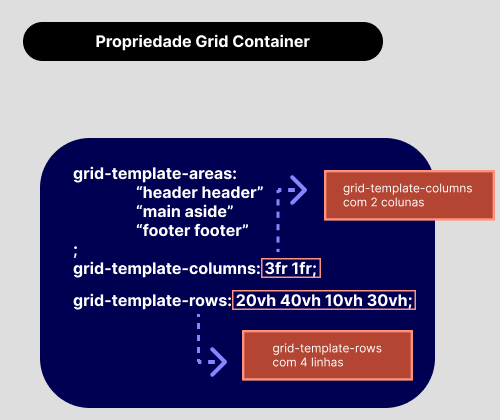 Propriedade Grid Container
grid-template-areas:
“header header”
“main aside”
“footer footer”
;
grid-template-columns: 3fr 1fr;
grid-template-rows: 20vh 40vh 10vh 30vh;
grid-template-columns
com 2 colunas
grid-template-rows
com 4 linhas